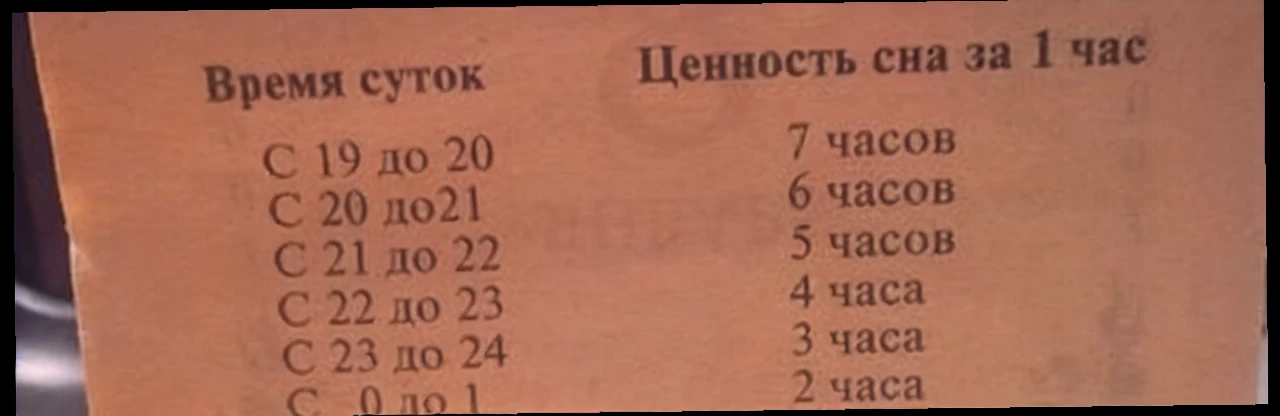 Время суток Ценность сна за 1 час
С 19 до 20 7 часов
С 20 до21 6 часов
С 21 до 22 5 часов
С 22 до 23 4 часа
С 23 до 24 3 часа
С 0 до 1 2 часа